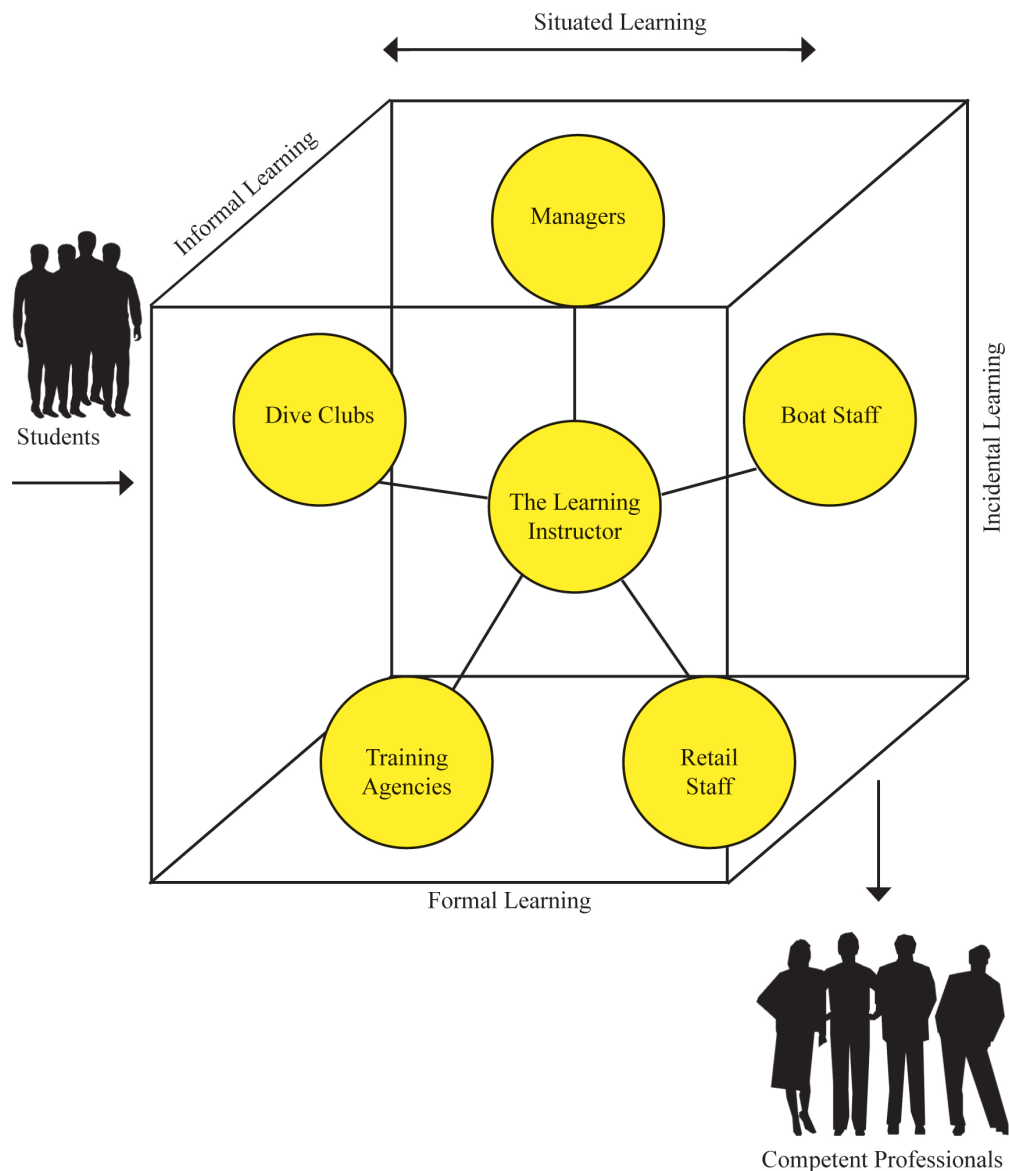 Situated Learning
Informal Learning
Managers
Dive Clubs
Boat Staff
Students
Incidental Learning
The Learning
Instructor
Training
Agencies
Retail
Staff
Formal Learning
Competent Professionals